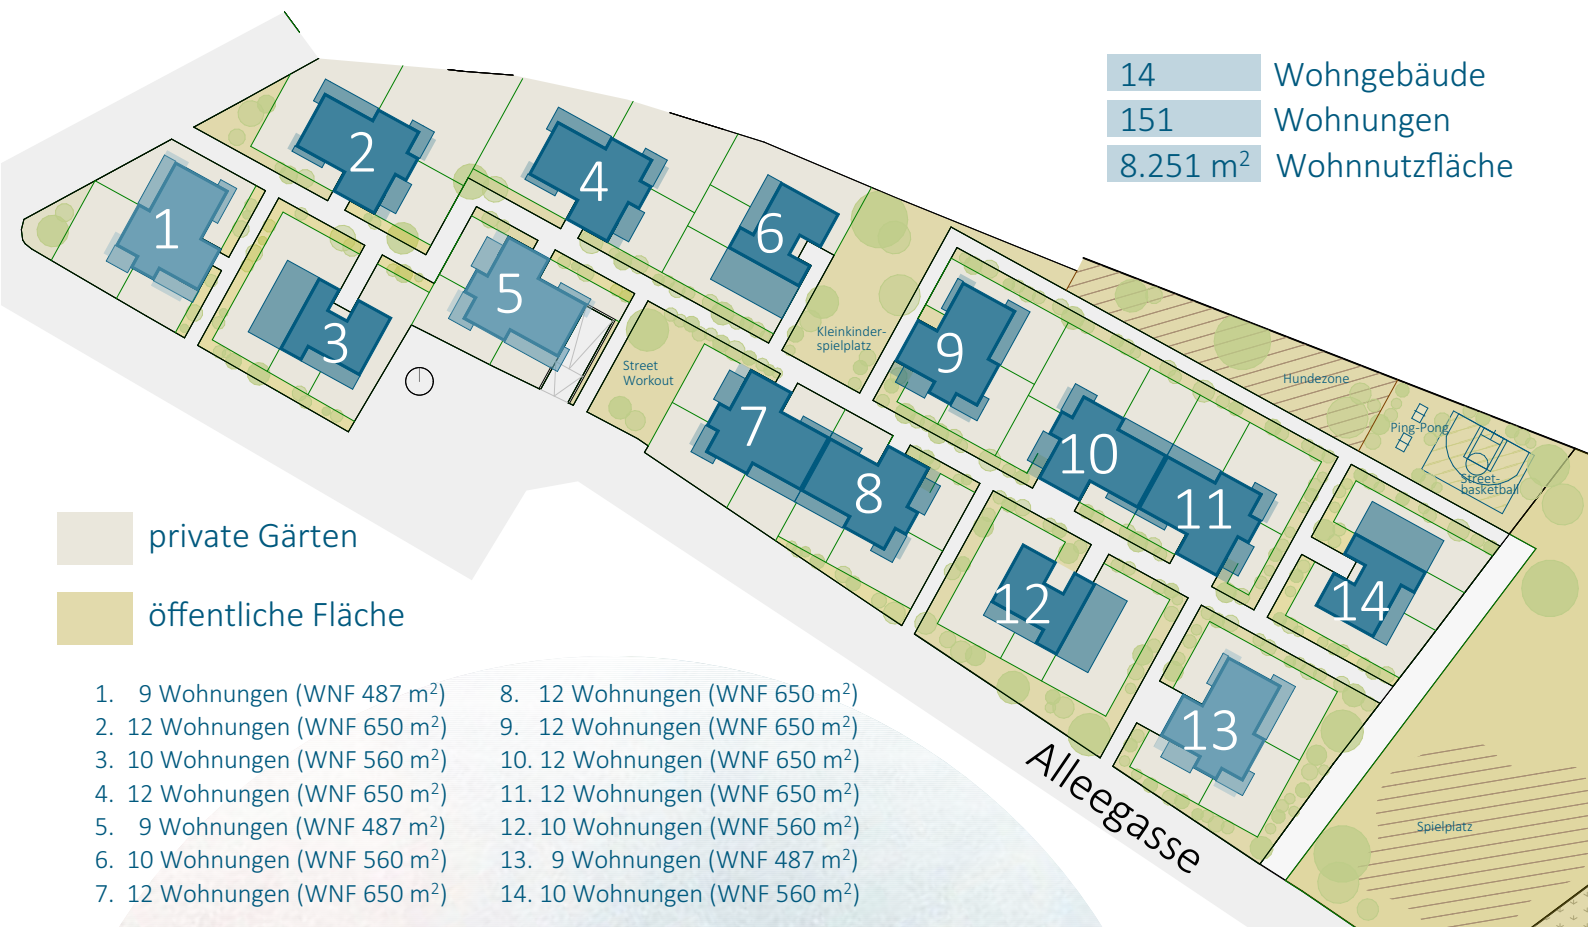 14 Wohngebäude
151 Wohnungen
8.251 m² Wohnnutzfläche
1
2
3
4
5
6
7
8
9
10
11
12
13
14
Kleinkinder-
spielplatz
Street
Workout
Hundezone
Ping-Pong
Street-
basketball
Spielplatz
Alleegasse
private Gärten
öffentliche Fläche
1. 9 Wohnungen (WNF 487 m²)
2. 12 Wohnungen (WNF 650 m²)
3. 10 Wohnungen (WNF 560 m²)
4. 12 Wohnungen (WNF 650 m²)
5. 9 Wohnungen (WNF 487 m²)
6. 10 Wohnungen (WNF 560 m²)
7. 12 Wohnungen (WNF 650 m²)
8. 12 Wohnungen (WNF 650 m²)
9. 12 Wohnungen (WNF 650 m²)
10. 12 Wohnungen (WNF 650 m²)
11. 12 Wohnungen (WNF 650 m²)
12. 10 Wohnungen (WNF 560 m²)
13. 9 Wohnungen (WNF 487 m²)
14. 10 Wohnungen (WNF 560 m²)